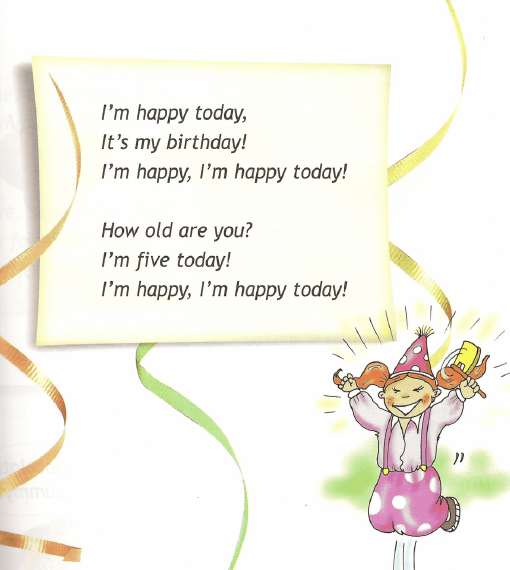 I'm happy today,
It's my birthday!
I'm happy, I'm happy today!
How old are you?
I'm five today!
I'm happy, I'm happy today!